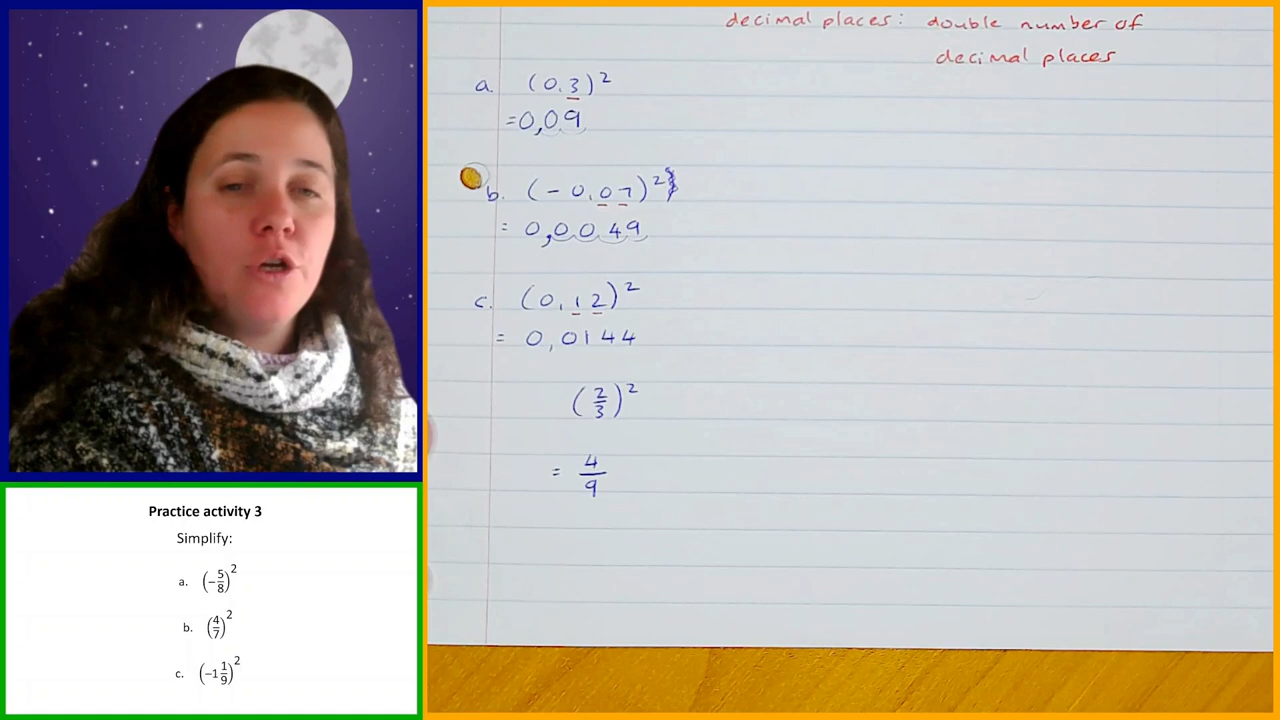 decimal places: double number of
decimal places
a. (0,3)²
=0,09
b. (-0,07)²
= 0,0049
c. (0,12)²
= 0,0144
(2/3)²
= 4/9
Practice activity 3
Simplify:
a. (-5/8)²
b. (4/7)²
c. (-1 1/9)²